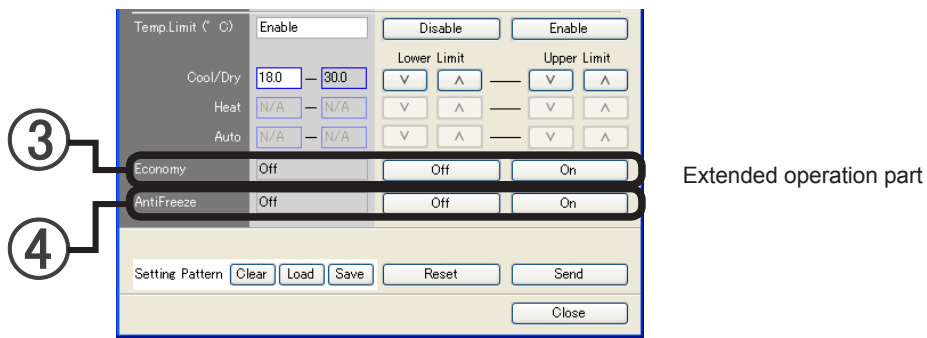 Temp.Limit (° C) Enable Disable Enable
Lower Limit Upper Limit
Cool/Dry 18.0 — 30.0 ∨ ∧ — ∨ ∧
Heat N/A — N/A ∨ ∧ — ∨ ∧
Auto N/A — N/A ∨ ∧ — ∨ ∧
③ Economy Off Off On Extended operation part
④ AntiFreeze Off Off On
Setting Pattern Clear Load Save Reset Send
Close